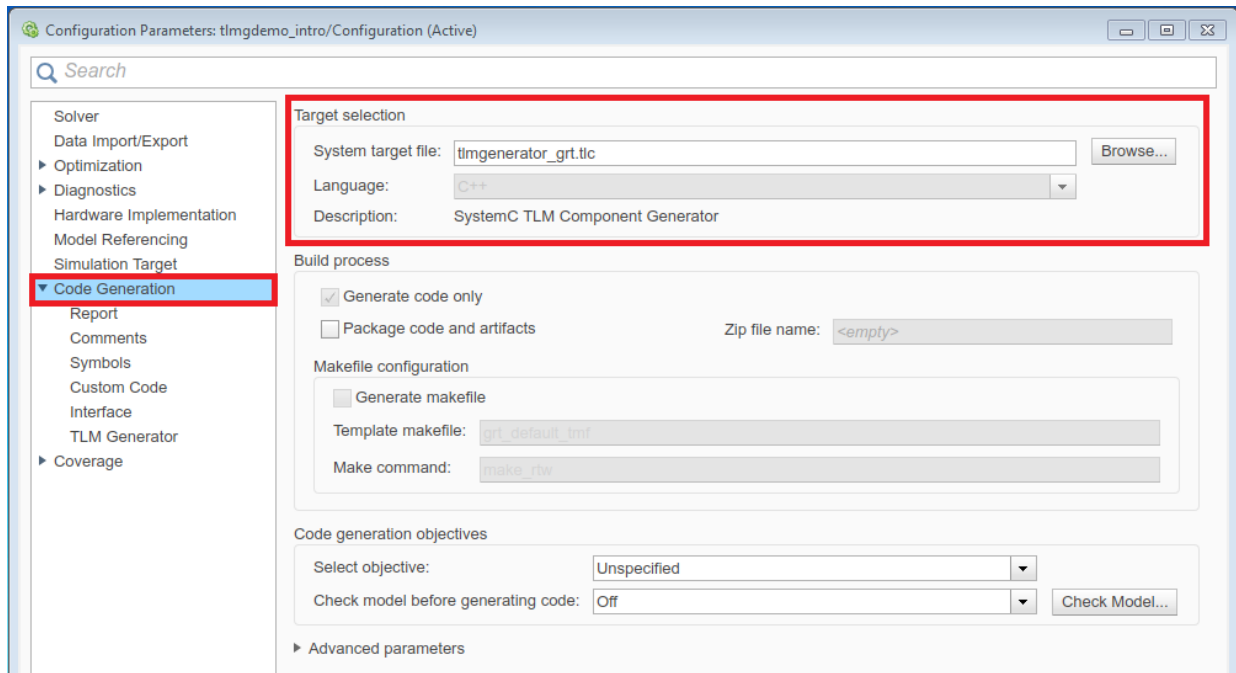 Configuration Parameters: tlmgdemo_intro/Configuration (Active)
Search
Solver
Data Import/Export
Optimization
Diagnostics
Hardware Implementation
Model Referencing
Simulation Target
Code Generation
Report
Comments
Symbols
Custom Code
Interface
TLM Generator
Coverage
Target selection
System target file: tlmgenerator_grt.tlc Browse...
Language: C++
Description: SystemC TLM Component Generator
Build process
Generate code only
Package code and artifacts Zip file name: <empty>
Makefile configuration
Generate makefile
Template makefile: grt_default_tmf
Make command: make_rtw
Code generation objectives
Select objective: Unspecified
Check model before generating code: Off Check Model...
Advanced parameters